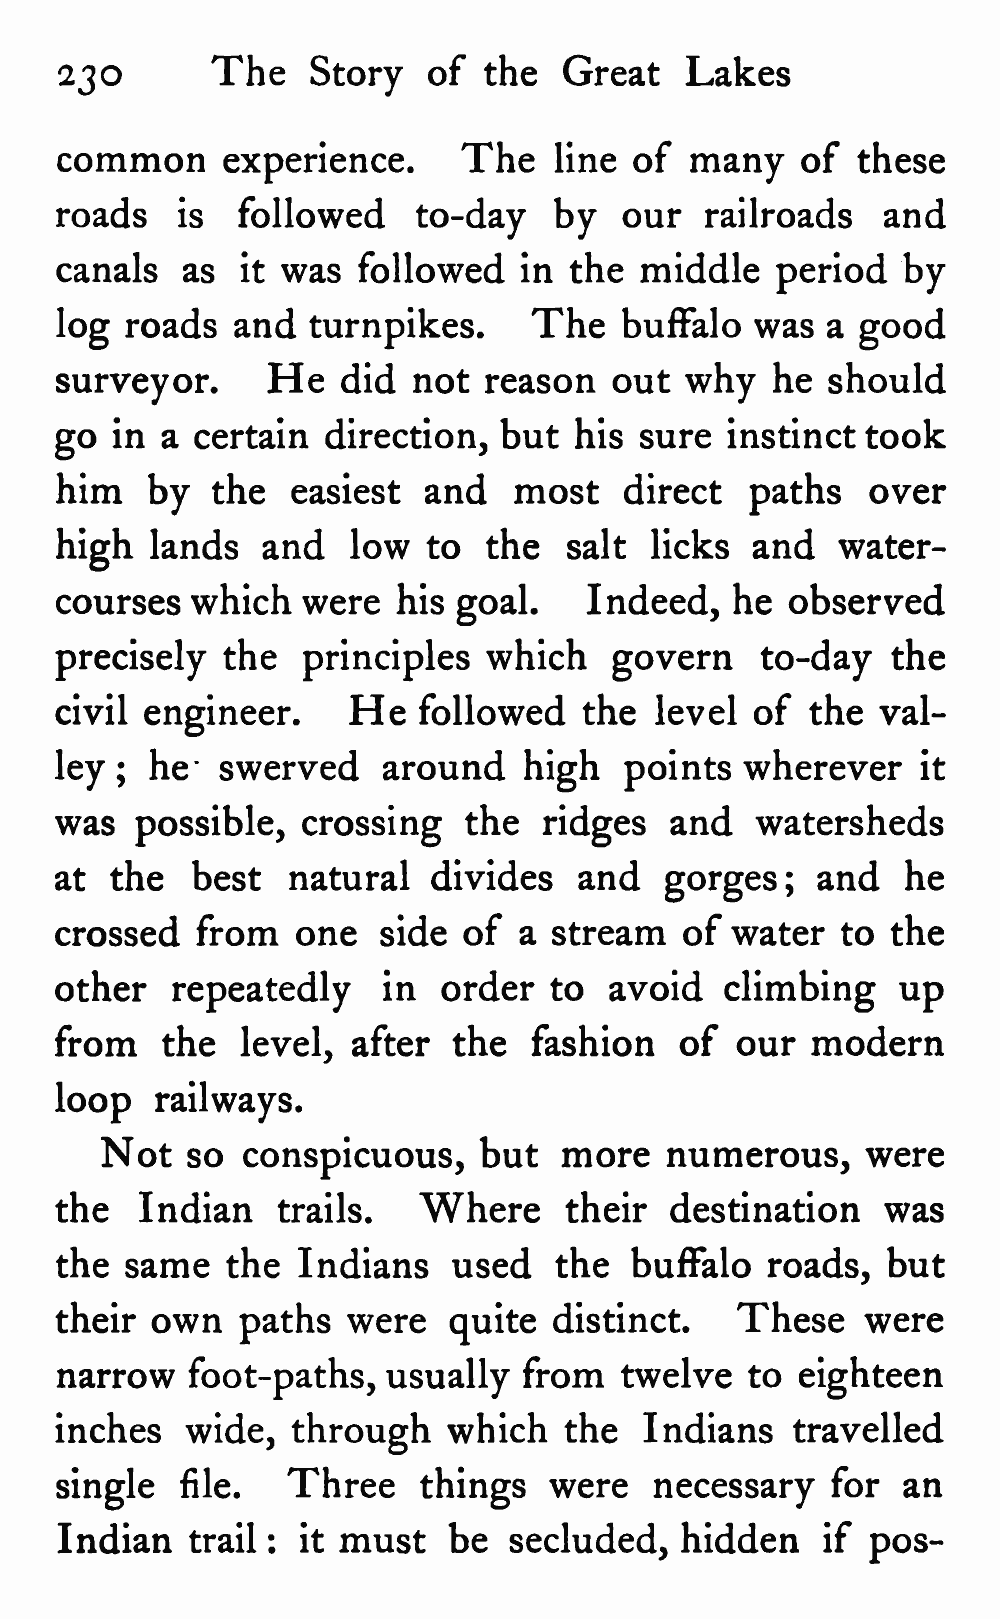 230 The Story of the Great Lakes
common experience. The line of many of these
roads is followed to-day by our railroads and
canals as it was followed in the middle period by
log roads and turnpikes. The buffalo was a good
surveyor. He did not reason out why he should
go in a certain direction, but his sure instinct took
him by the easiest and most direct paths over
high lands and low to the salt licks and water-
courses which were his goal. Indeed, he observed
precisely the principles which govern to-day the
civil engineer. He followed the level of the val-
ley ; he swerved around high points wherever it
was possible, crossing the ridges and watersheds
at the best natural divides and gorges; and he
crossed from one side of a stream of water to the
other repeatedly in order to avoid climbing up
from the level, after the fashion of our modern
loop railways.
Not so conspicuous, but more numerous, were
the Indian trails. Where their destination was
the same the Indians used the buffalo roads, but
their own paths were quite distinct. These were
narrow foot-paths, usually from twelve to eighteen
inches wide, through which the Indians travelled
single file. Three things were necessary for an
Indian trail : it must be secluded, hidden if pos-